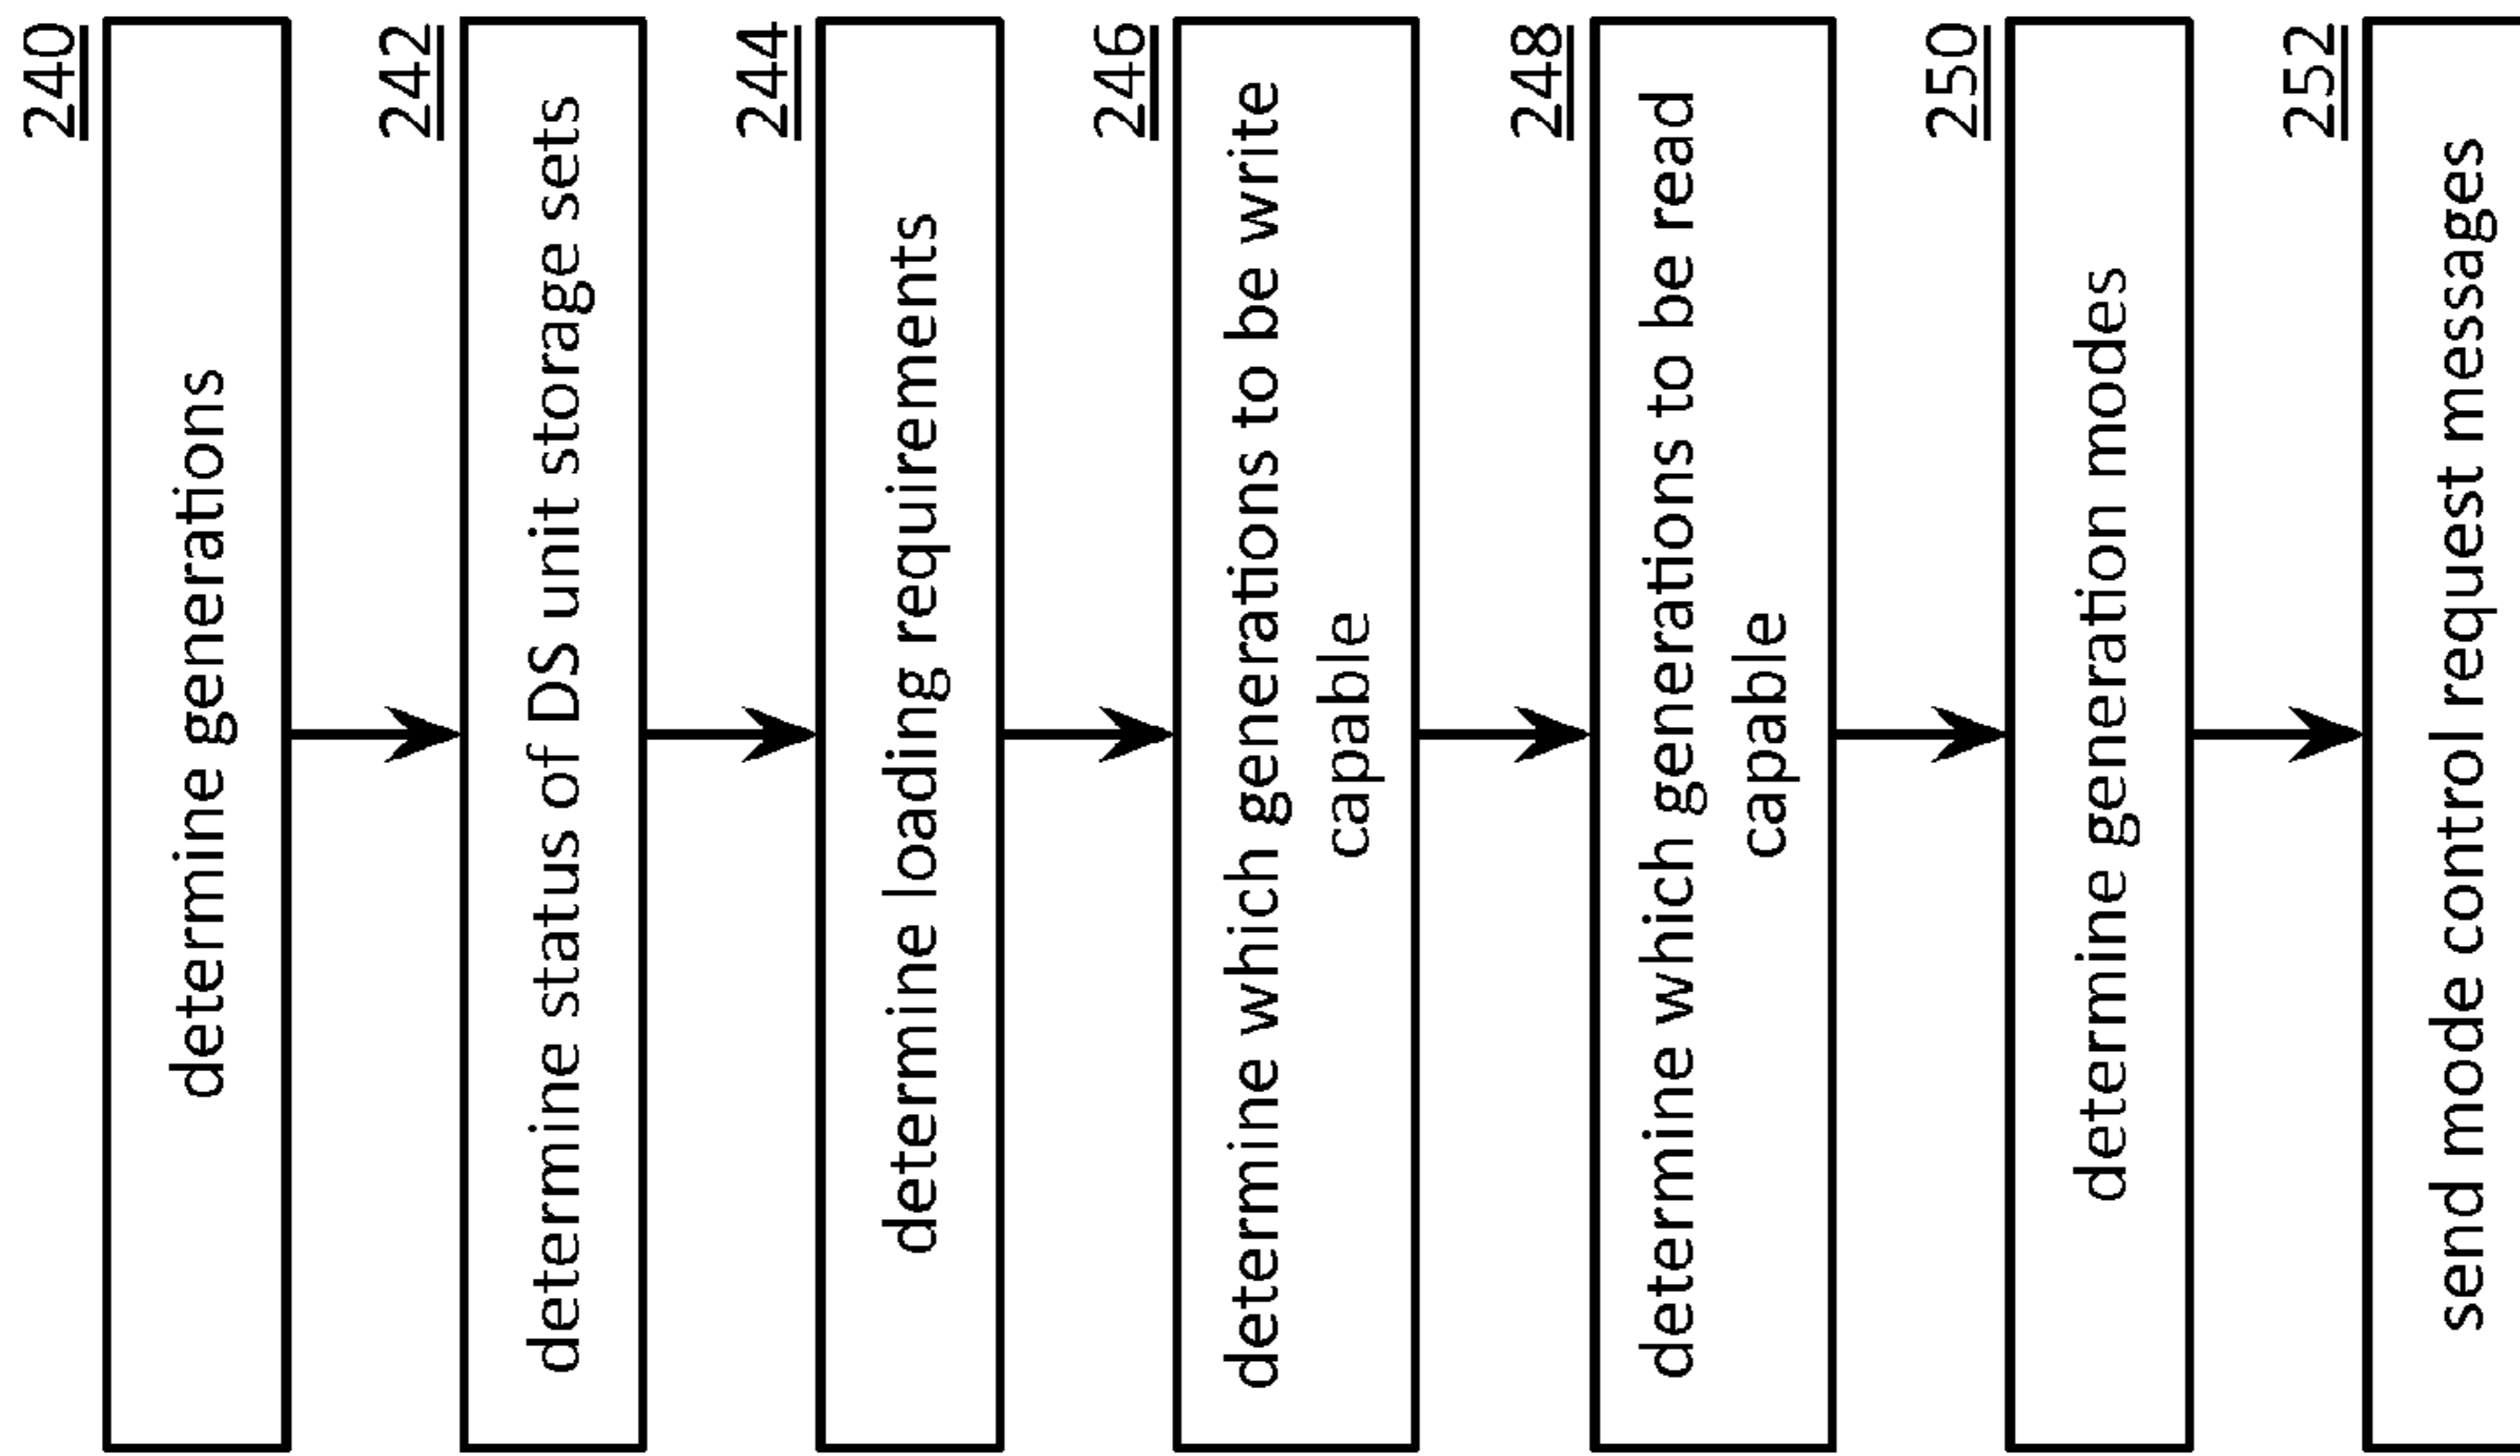 240
determine generations
242
determine status of DS unit storage sets
244
determine loading requirements
246
determine which generations to be write
capable
248
determine which generations to be read
capable
250
determine generation modes
252
send mode control request messages